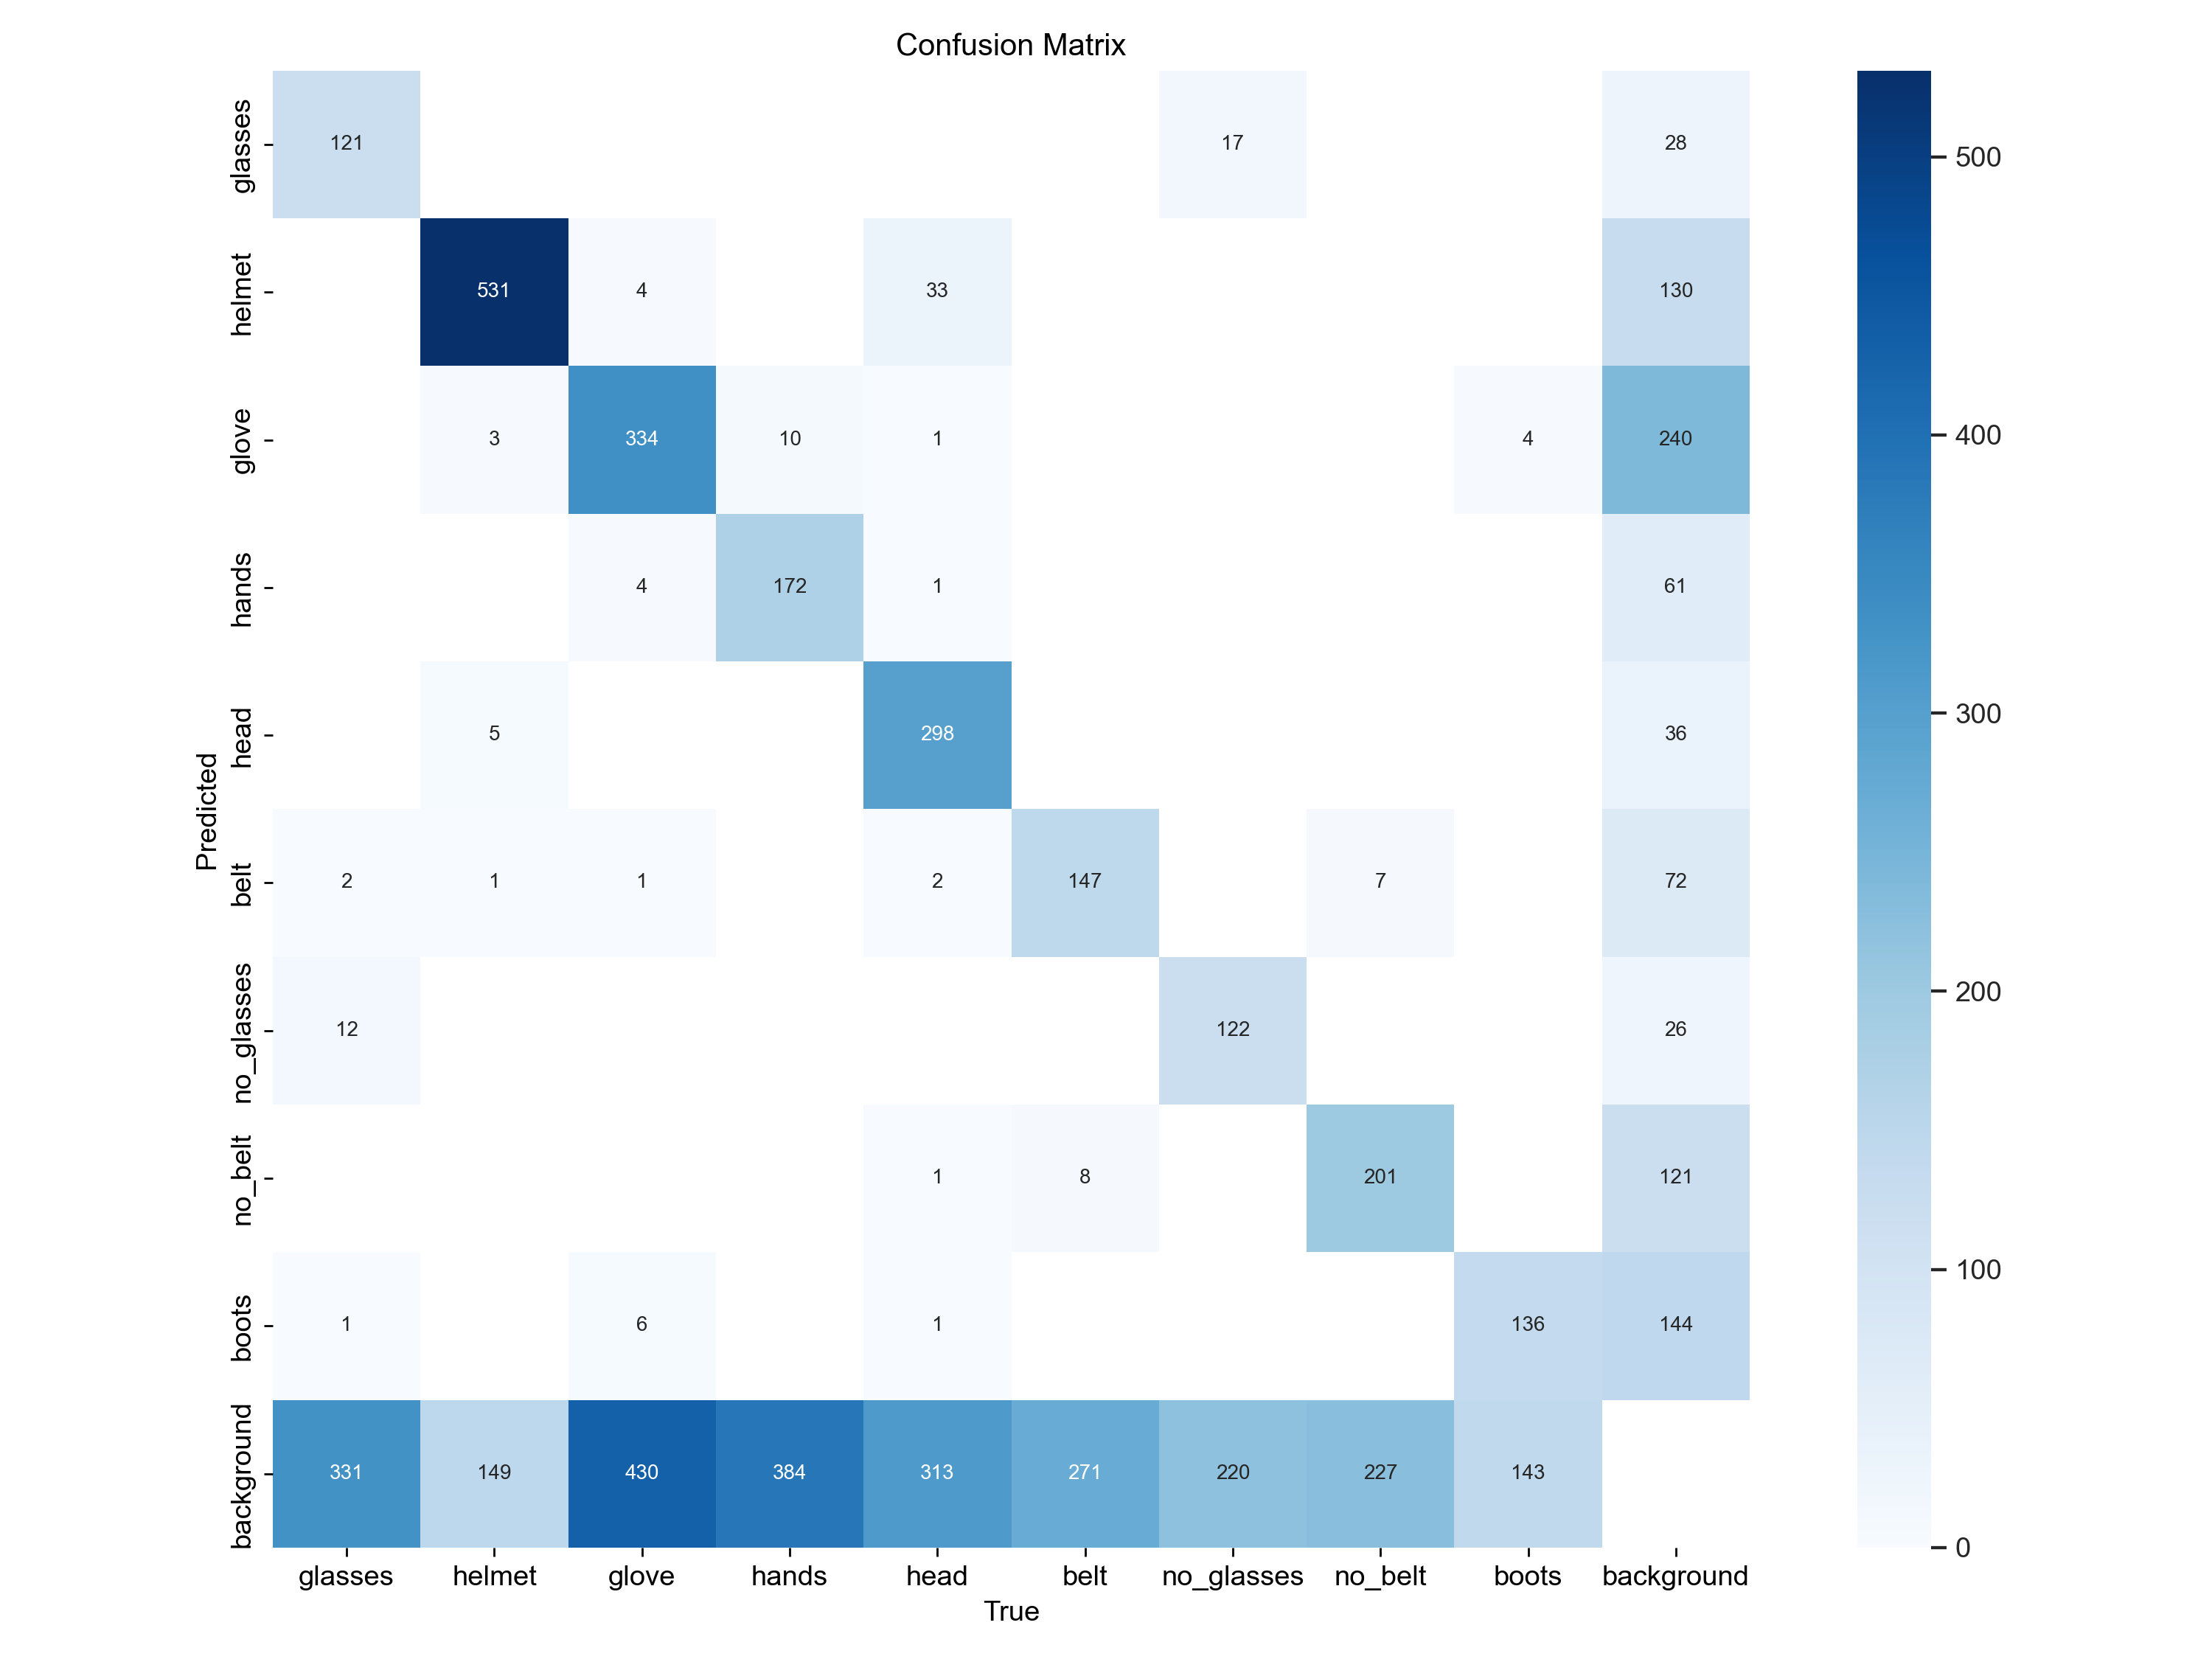 Confusion Matrix
Predicted
glasses 121 17 28
helmet 531 4 33 130
glove 3 334 10 1 4 240
hands 4 172 1 61
head 5 298 36
belt 2 1 1 2 147 7 72
no_glasses 12 122 26
no_belt 1 8 201 121
boots 1 6 1 136 144
background 331 149 430 384 313 271 220 227 143
glasses helmet glove hands head belt no_glasses no_belt boots background
True
500
400
300
200
100
0